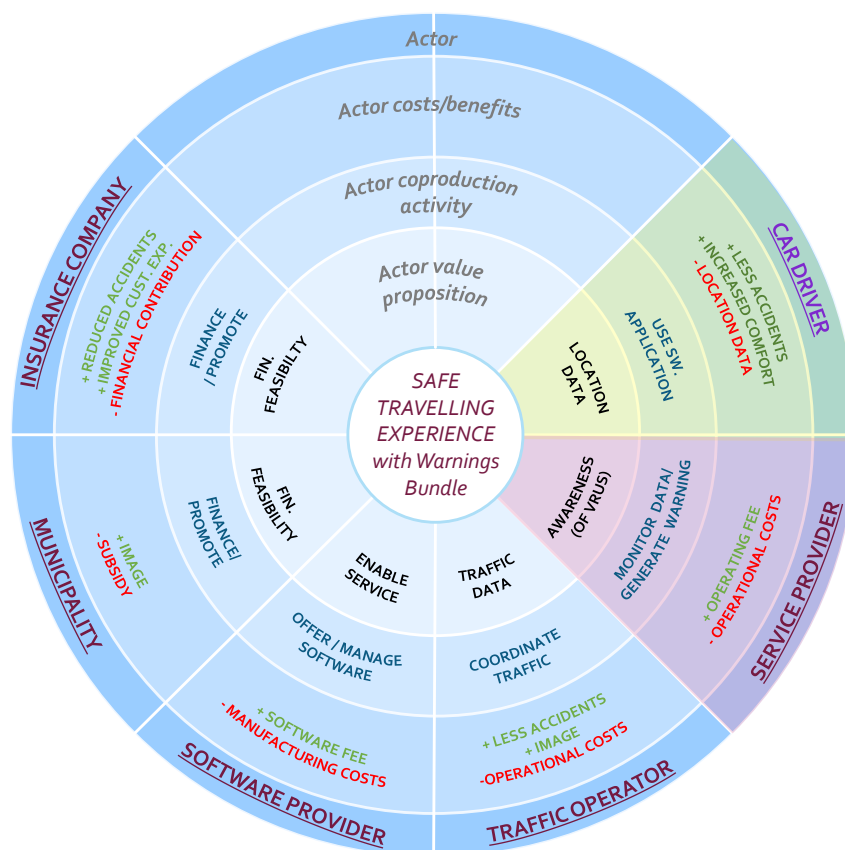 Actor
Actor costs/benefits
Actor coproduction
activity
Actor value
proposition
SAFE
TRAVELLING
EXPERIENCE
with Warnings
Bundle
CAR DRIVER
+ LESS ACCIDENTS
+ INCREASED COMFORT
- LOCATION DATA
USE SW.
APPLICATION
LOCATION
DATA
SERVICE PROVIDER
+ OPERATING FEE
- OPERATIONAL COSTS
MONITOR DATA/
GENERATE WARNING
AWARENESS
(OF VRUS)
TRAFFIC OPERATOR
+ LESS ACCIDENTS
+ IMAGE
-OPERATIONAL COSTS
COORDINATE
TRAFFIC
TRAFFIC
DATA
SOFTWARE PROVIDER
+ SOFTWARE FEE
- MANUFACTURING COSTS
OFFER / MANAGE
SOFTWARE
ENABLE
SERVICE
MUNICIPALITY
+ IMAGE
- SUBSIDY
FINANCE/
PROMOTE
FIN.
FEASIBILITY
INSURANCE COMPANY
+ REDUCED ACCIDENTS
+ IMPROVED CUST. EXP.
- FINANCIAL CONTRIBUTION
FINANCE
/ PROMOTE
FIN.
FEASIBILTY